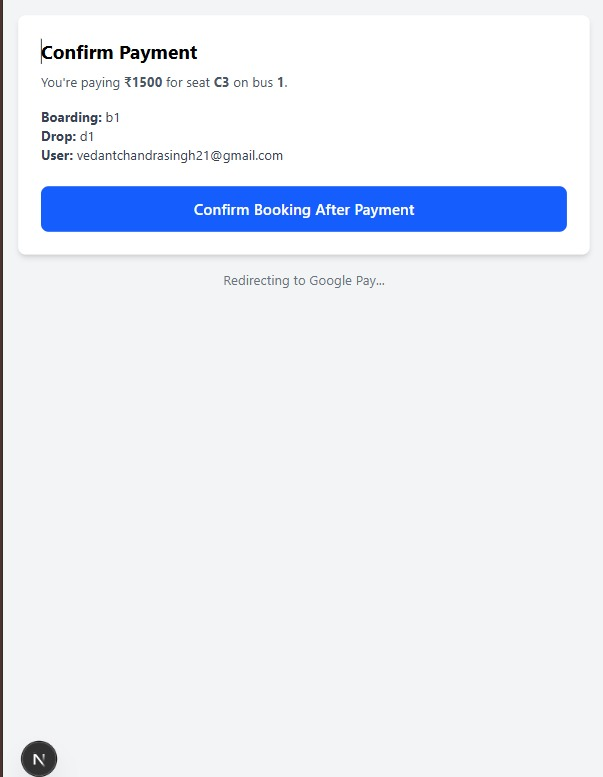 Confirm Payment
You're paying ₹1500 for seat C3 on bus 1.
Boarding: b1
Drop: d1
User: vedantchandrasingh21@gmail.com
Confirm Booking After Payment
Redirecting to Google Pay...
N